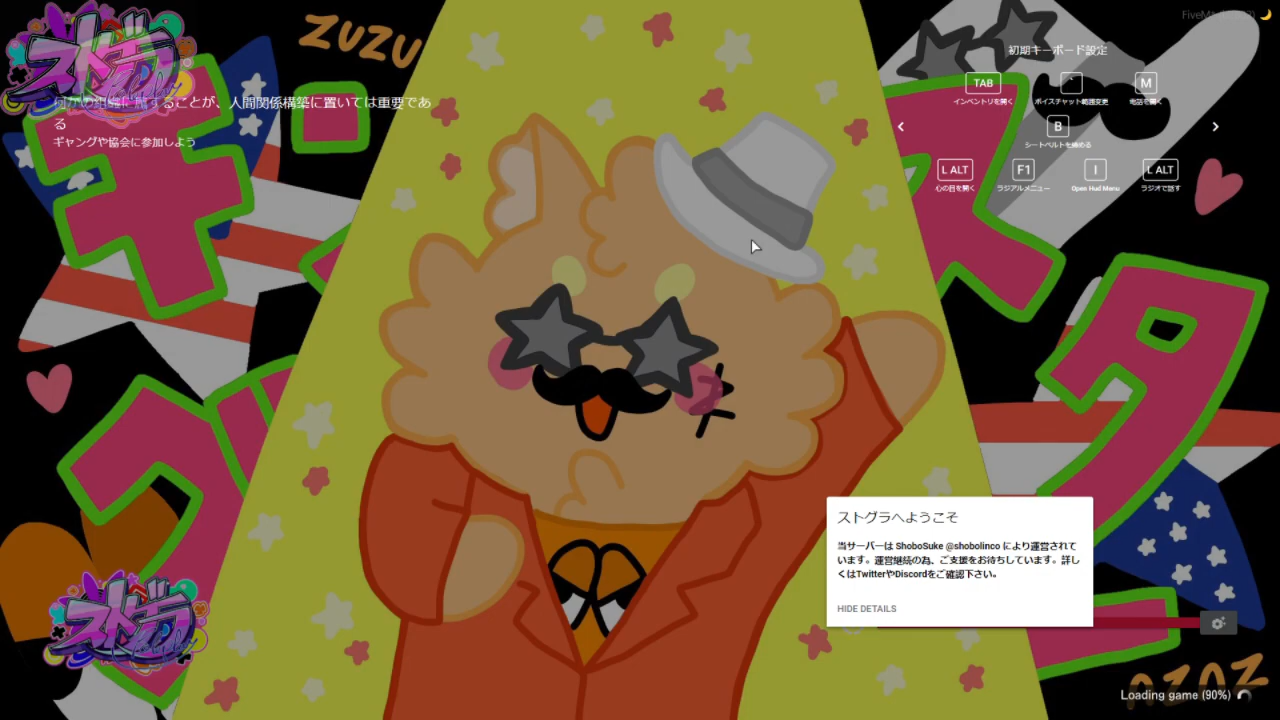 ストグラ
ZUZU
FiveM
何かの組織に属することが、人間関係構築に置いては重要であ
る
ギャングや協会に参加しよう
初期キーボード設定
TAB
インベントリを開く
`
ボイスチャット範囲変更
M
電話を開く
B
シートベルトを締める
L ALT
心の目を開く
F1
ラジアルメニュー
I
Open Hud Menu
L ALT
ラジオで話す
ストグラへようこそ
当サーバーは ShoboSuke @shobolinco により運営されて
います。運営継続の為、ご支援をお待ちしています。詳し
くはTwitterやDiscordをご確認下さい。
HIDE DETAILS
ストグラ
Loading game (90%)